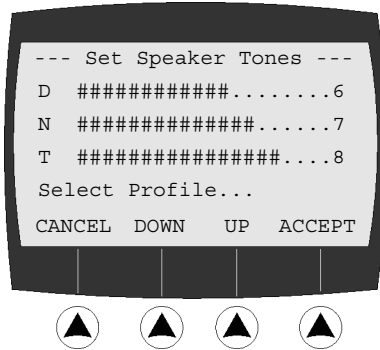 --- Set Speaker Tones ---
D ############........6
N ##############......7
T ################....8
Select Profile...
CANCEL DOWN UP ACCEPT